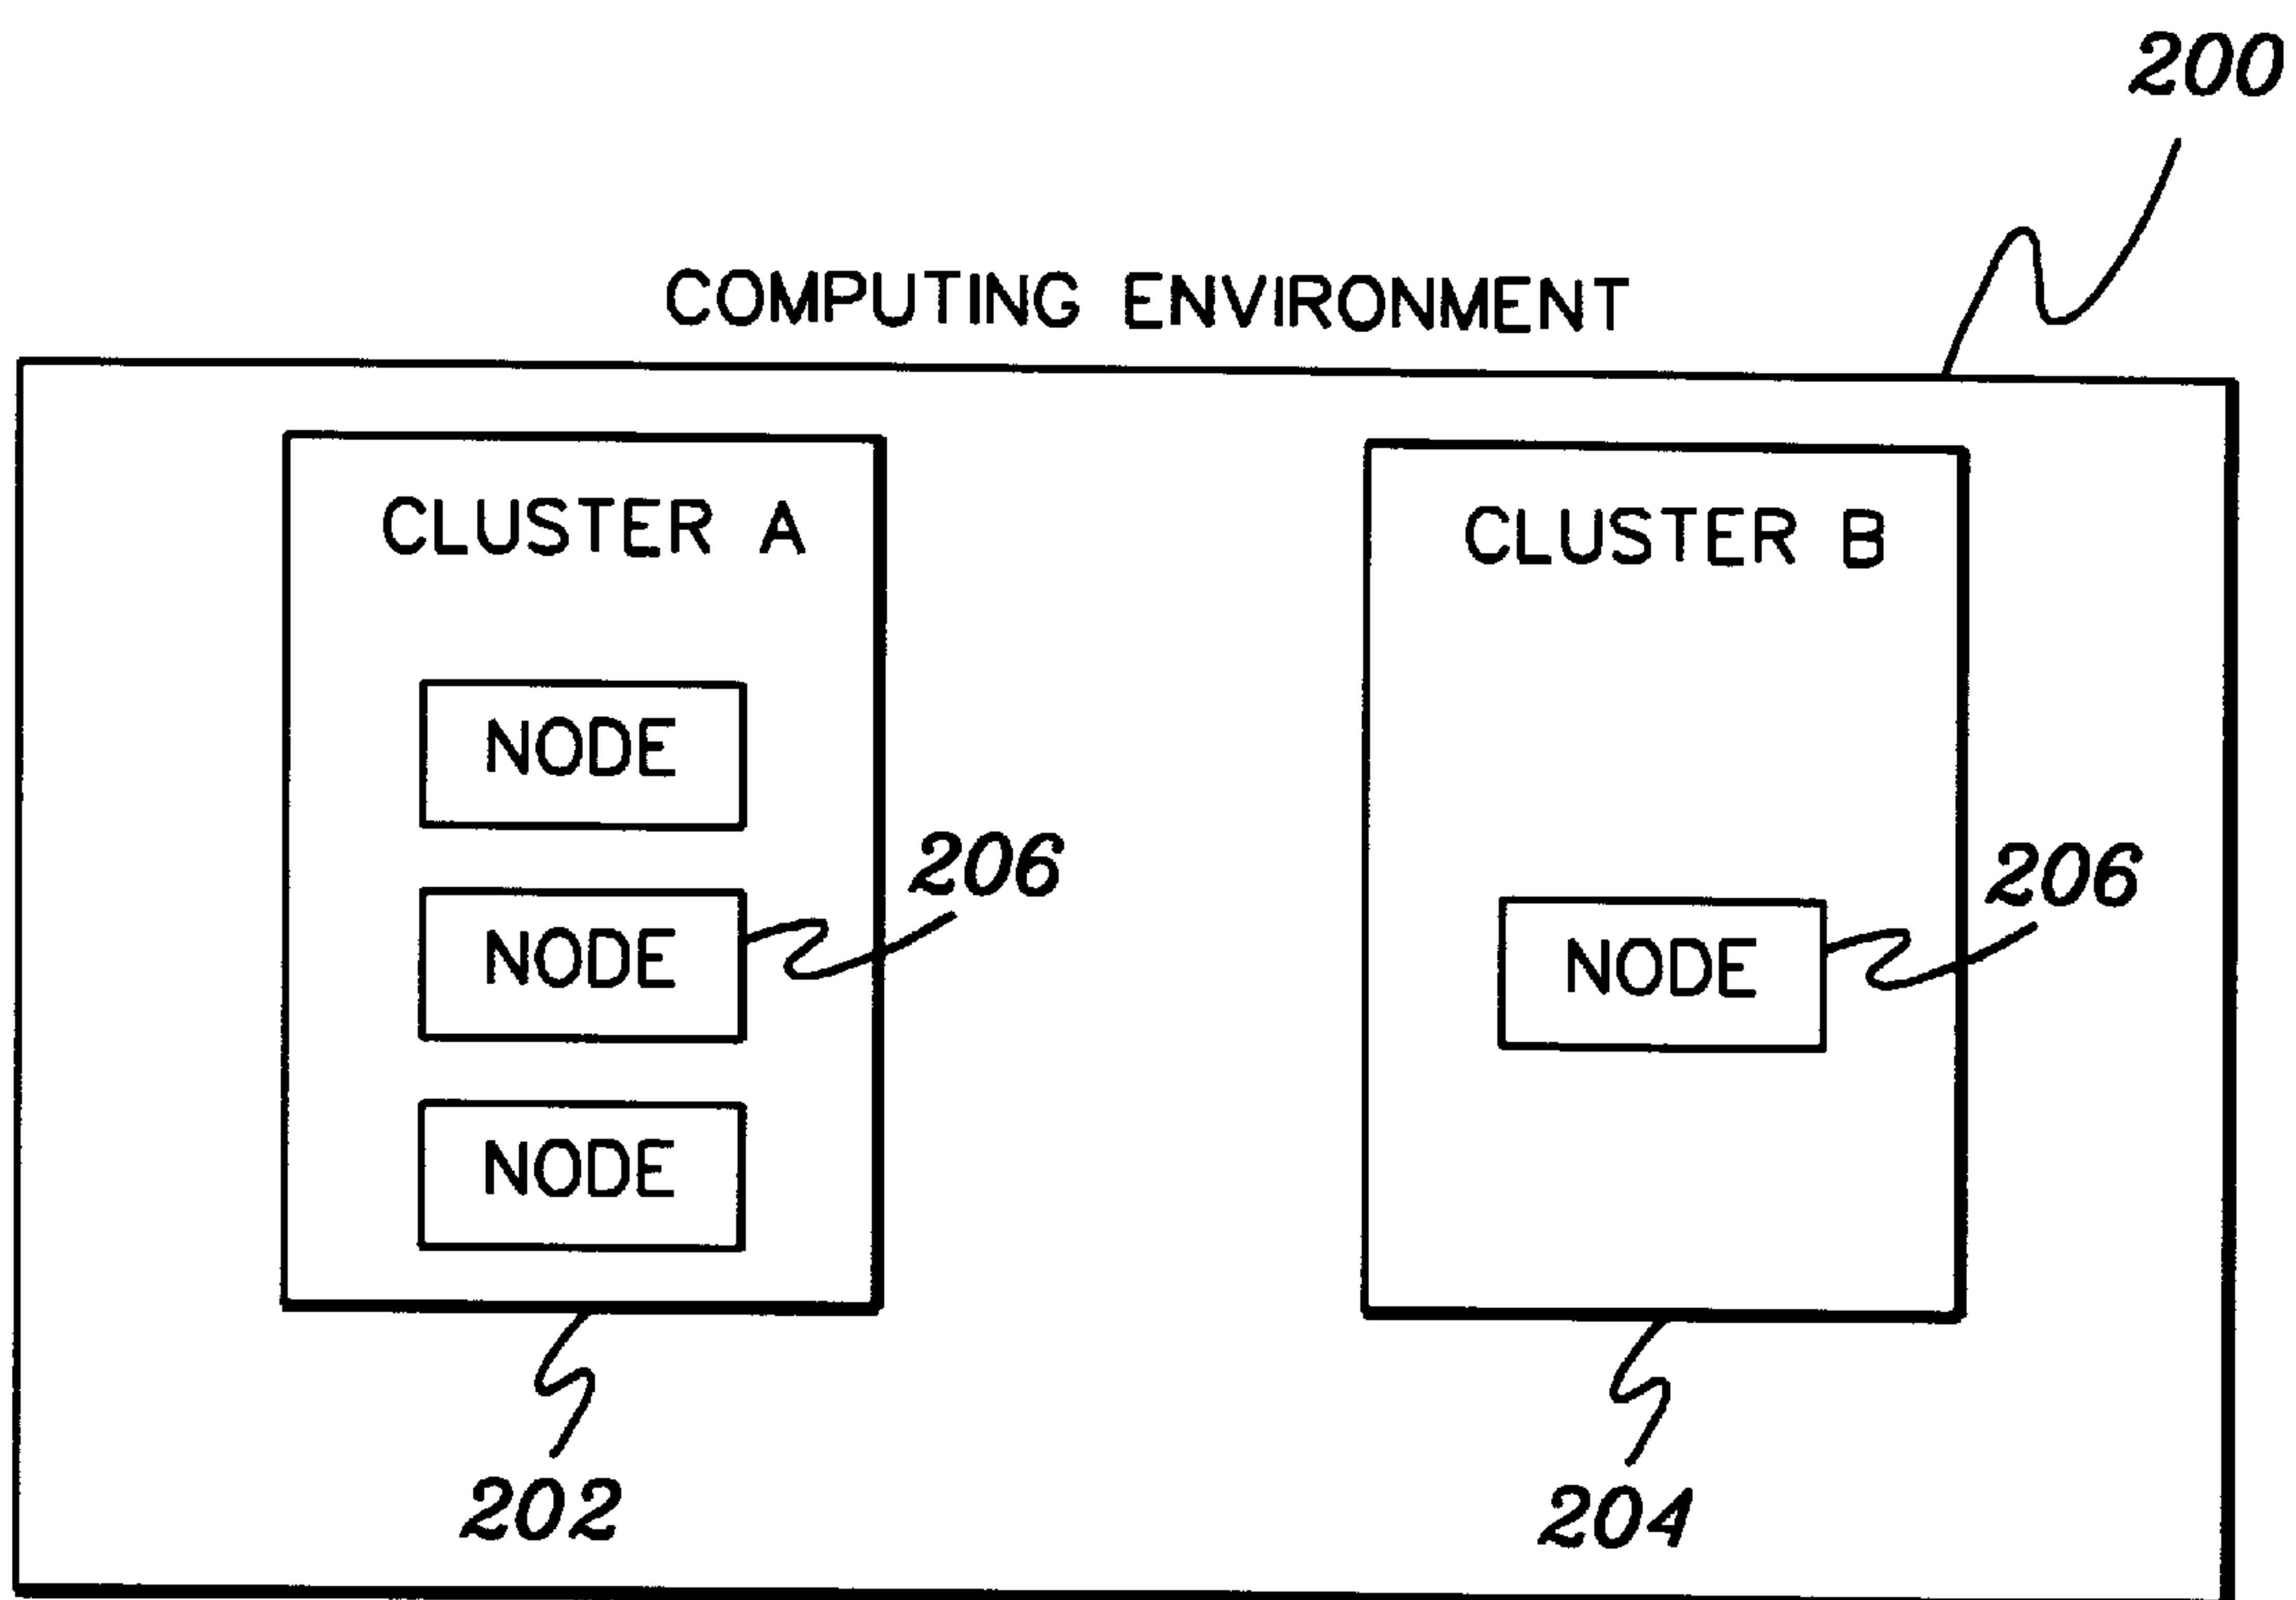 200
COMPUTING ENVIRONMENT
CLUSTER A
NODE
NODE
206
NODE
202
CLUSTER B
NODE
206
204